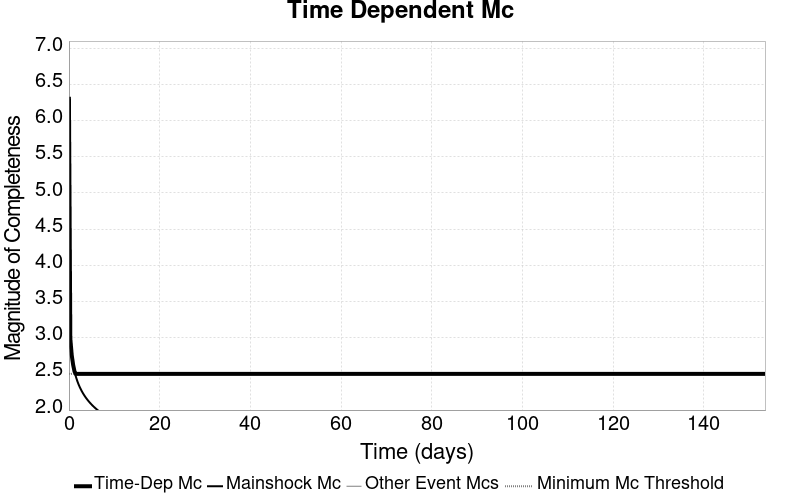 Time Dependent Mc
7.0
6.5
6.0
5.5
5.0
4.5
4.0
3.5
3.0
2.5
2.0
Magnitude of Completeness
0 20 40 60 80 100 120 140
Time (days)
Time-Dep Mc Mainshock Mc Other Event Mcs Minimum Mc Threshold